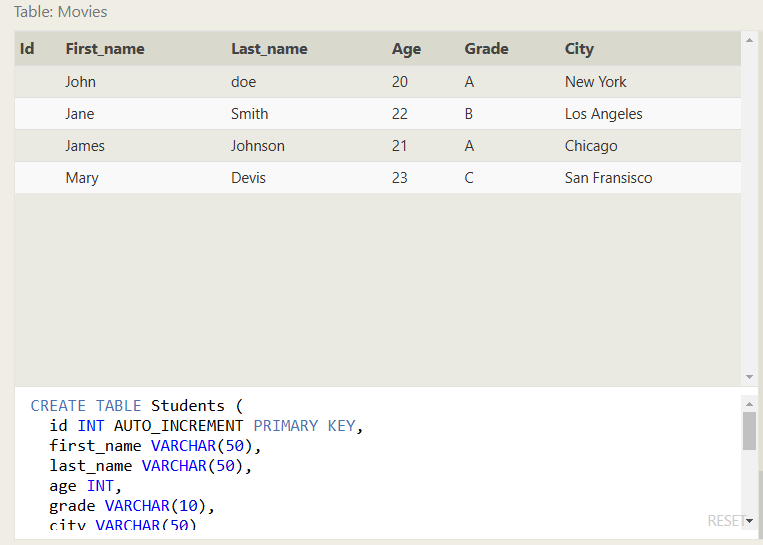 Table: Movies
Id First_name Last_name Age Grade City
John doe 20 A New York
Jane Smith 22 B Los Angeles
James Johnson 21 A Chicago
Mary Devis 23 C San Fransisco
CREATE TABLE Students (
id INT AUTO_INCREMENT PRIMARY KEY,
first_name VARCHAR(50),
last_name VARCHAR(50),
age INT,
grade VARCHAR(10),
city VARCHAR(50)
RESET